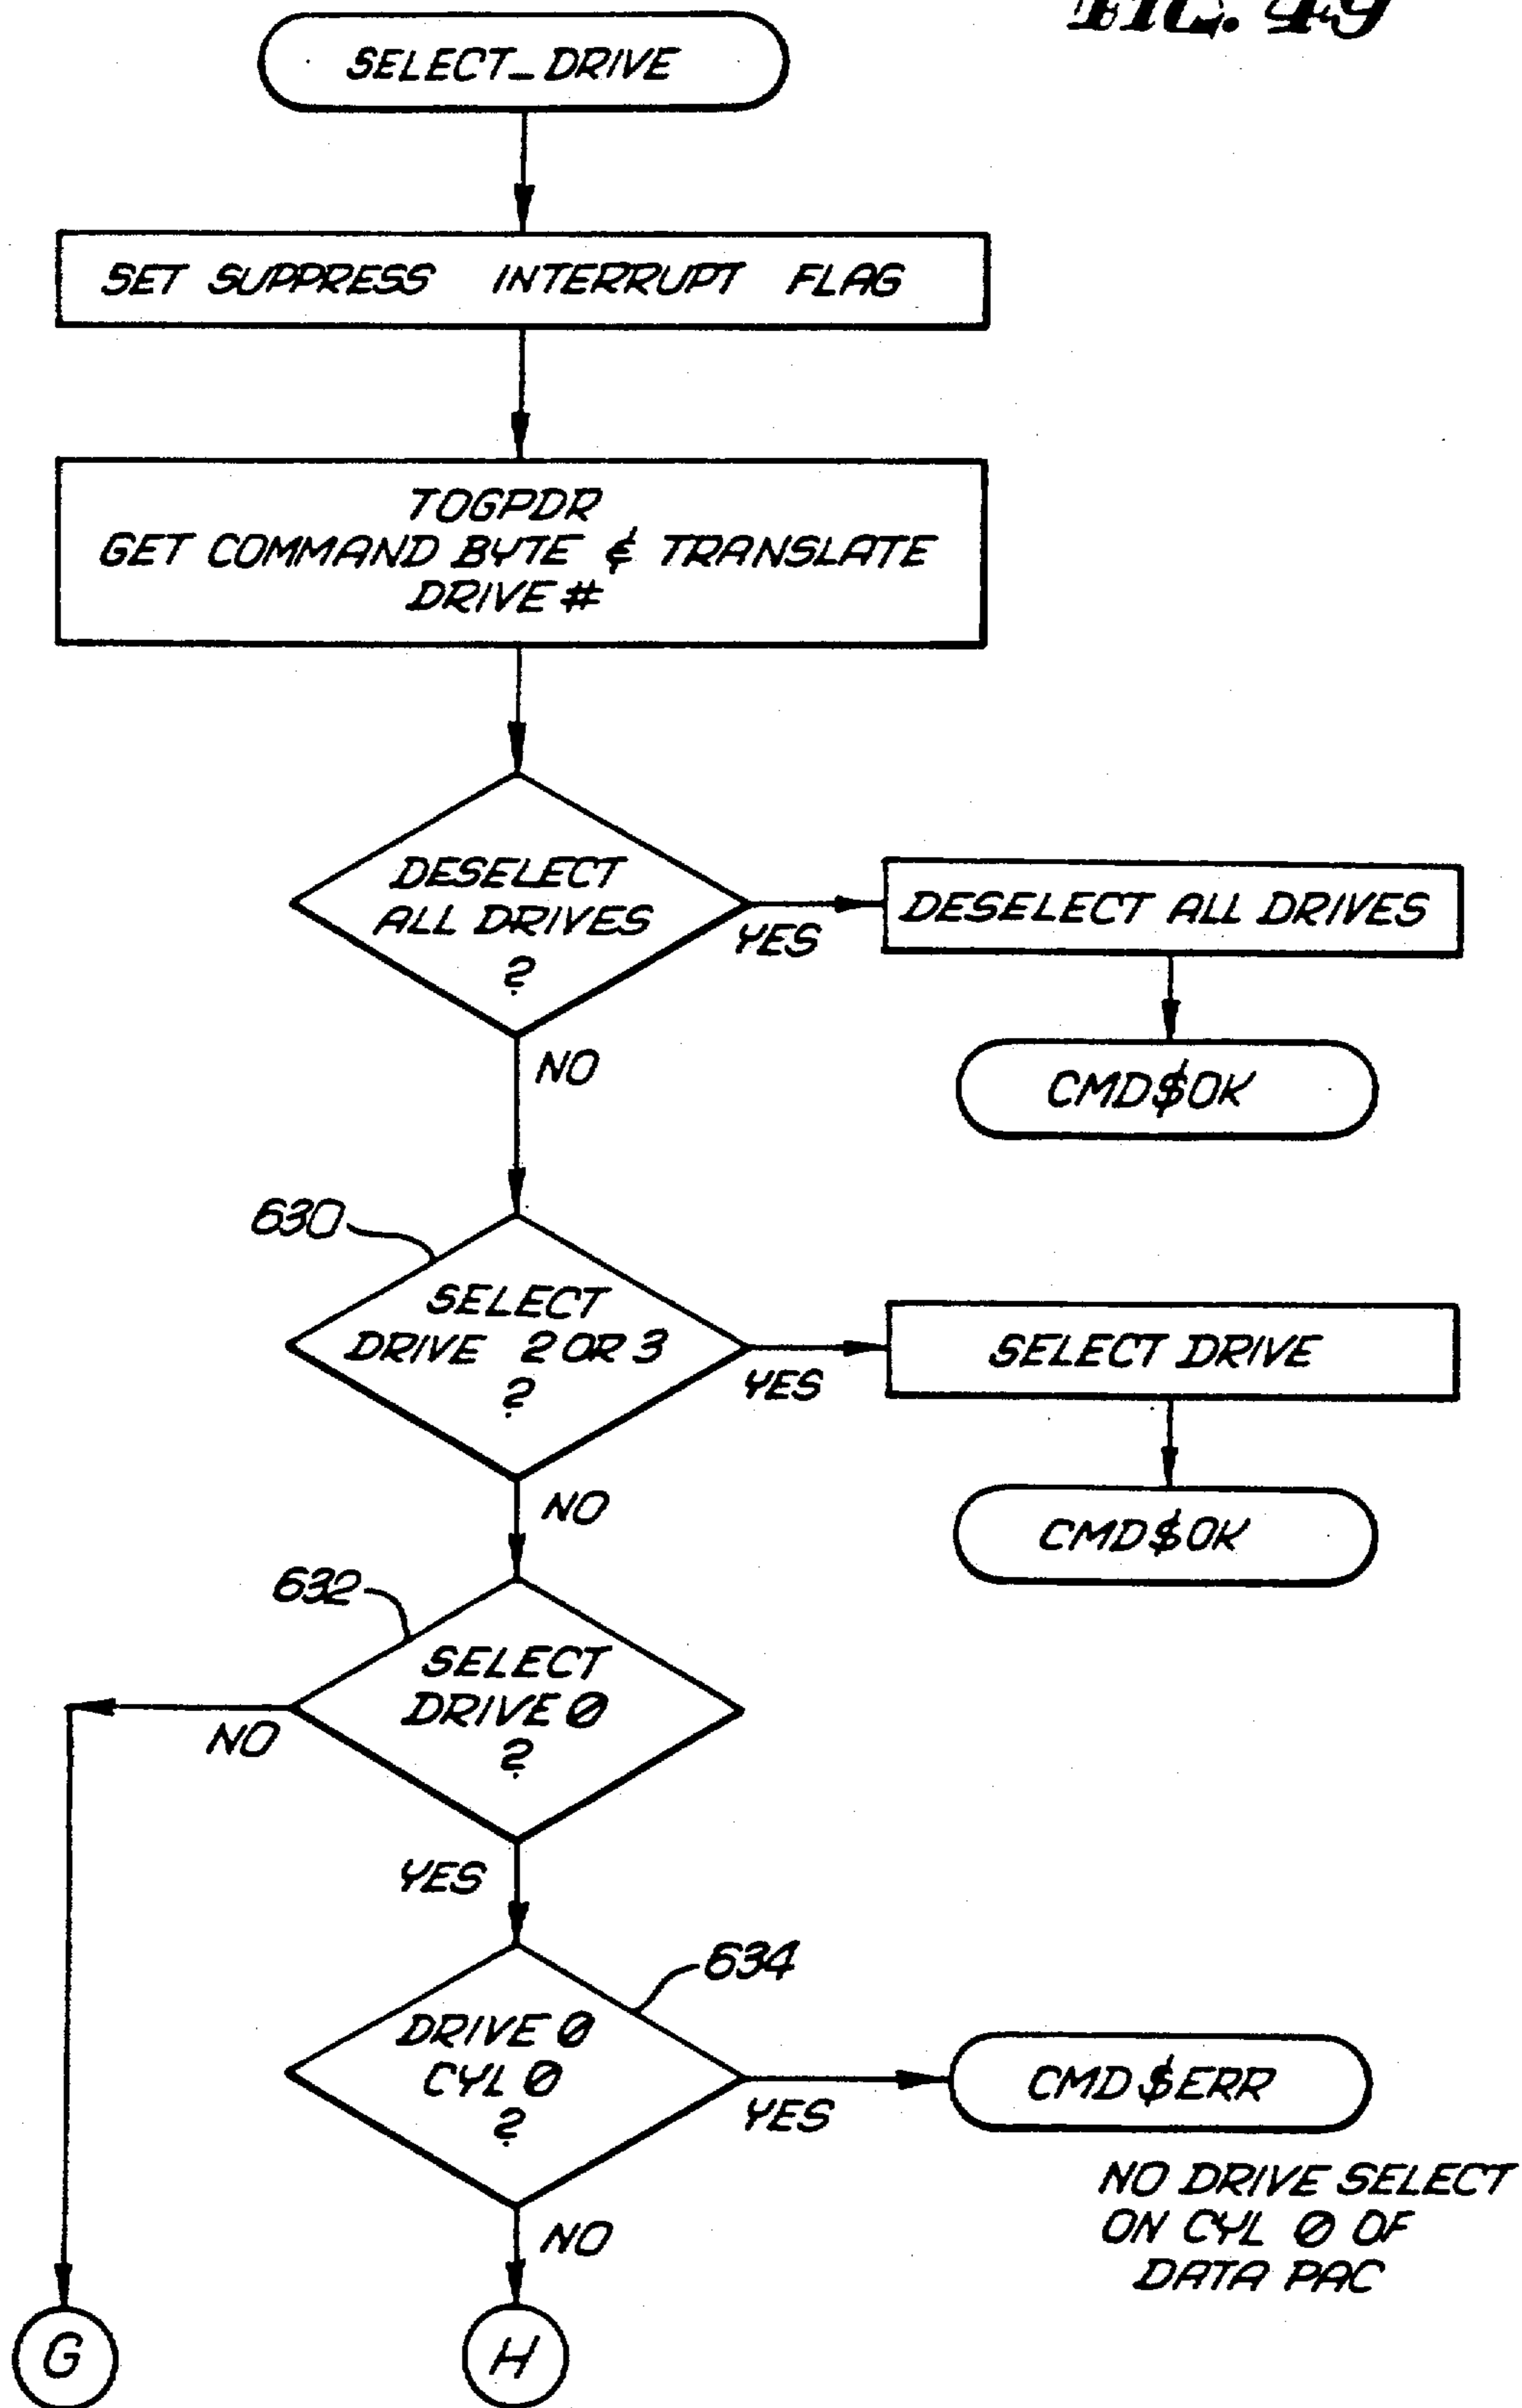 FIG. 49
SELECT_DRIVE
SET SUPPRESS INTERRUPT FLAG
TOGPDR
GET COMMAND BYTE & TRANSLATE
DRIVE #
DESELECT
ALL DRIVES
?
YES
DESELECT ALL DRIVES
CMD$OK
NO
630
SELECT
DRIVE 2 OR 3
?
YES
SELECT DRIVE
CMD$OK
NO
632
SELECT
DRIVE Ø
?
NO
YES
634
DRIVE Ø
CYL Ø
?
YES
CMD$ERR
NO DRIVE SELECT
ON CYL Ø OF
DATA PAC
NO
G
H